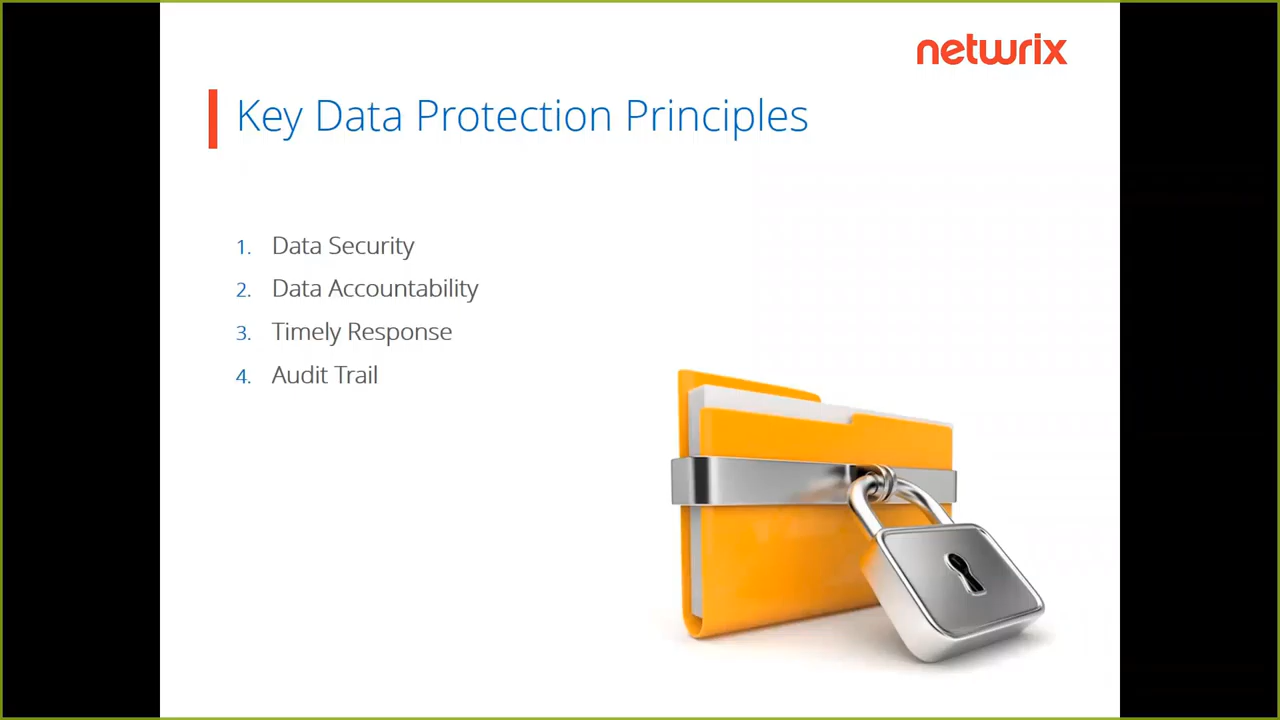 netwrix
Key Data Protection Principles
1. Data Security
2. Data Accountability
3. Timely Response
4. Audit Trail